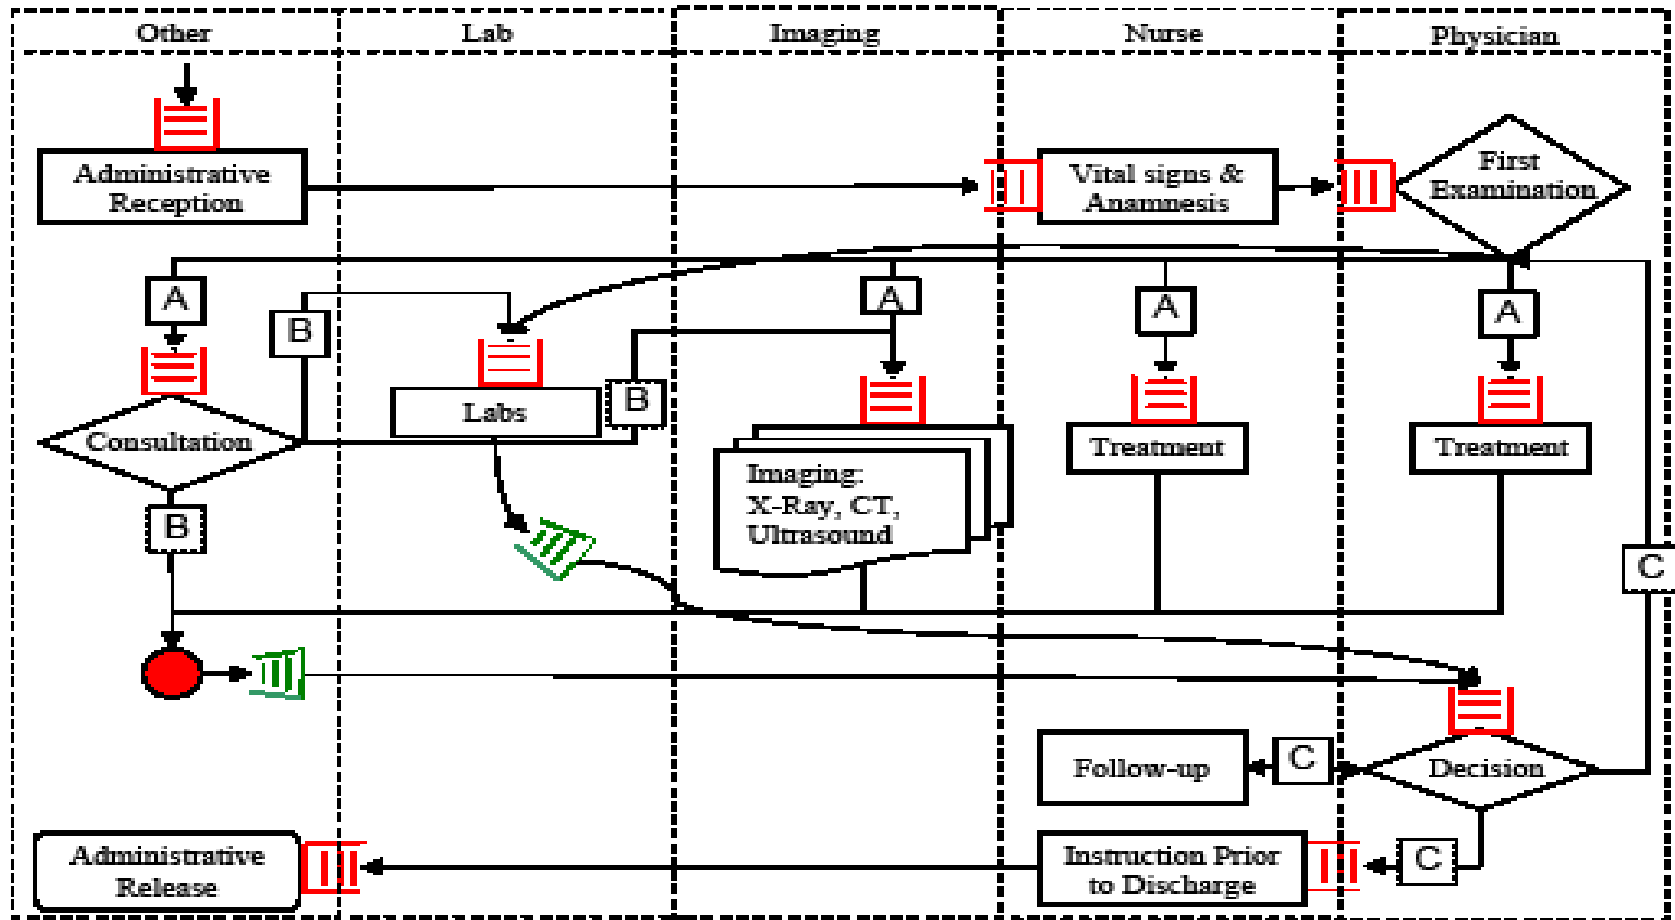 Other
Lab
Imaging
Nurse
Physician
Administrative
Reception
Vital signs &
Anamnesis
First
Examination
A
A
A
A
B
B
Consultation
Labs
Imaging:
X-Ray, CT,
Ultrasound
Treatment
Treatment
B
C
Follow-up
C
Decision
Administrative
Release
Instruction Prior
to Discharge
C